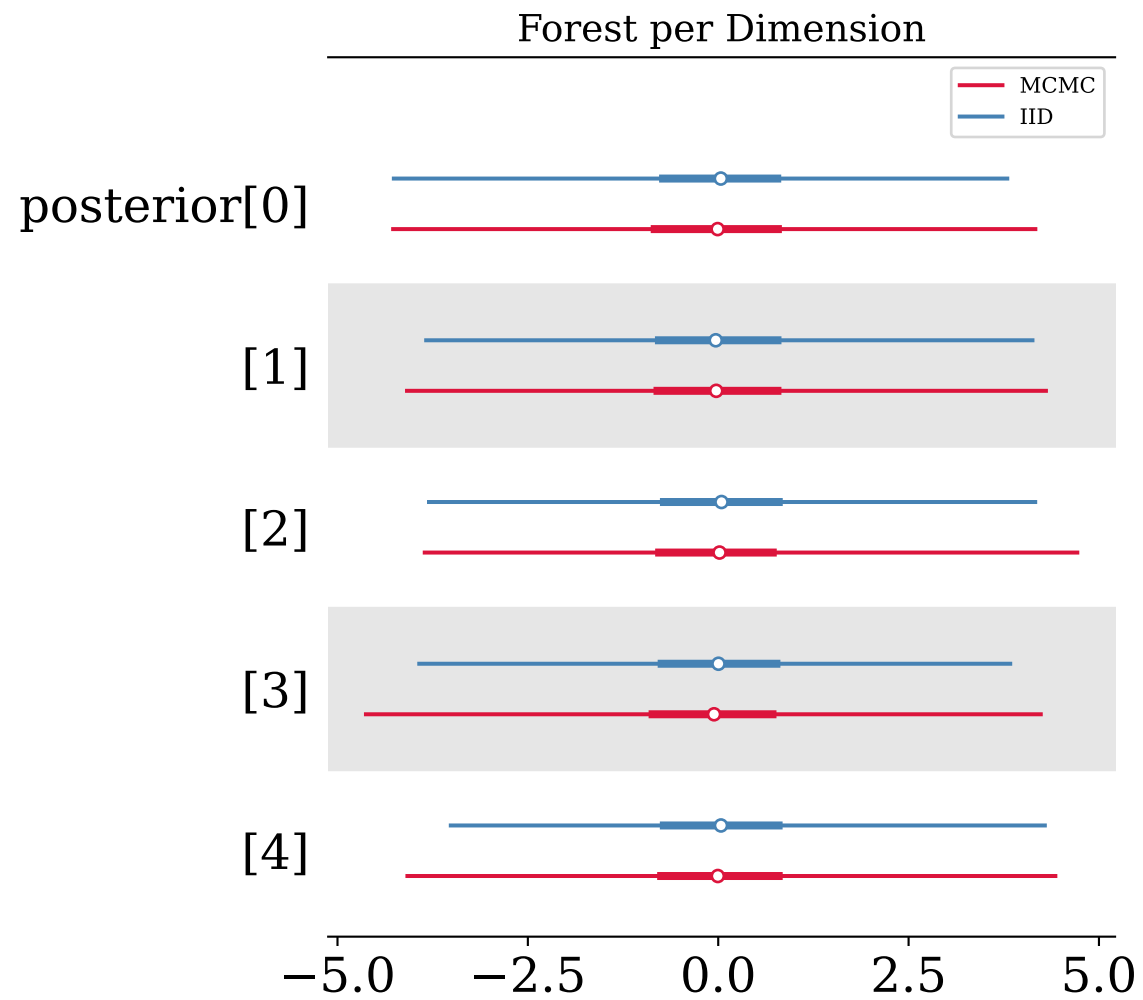 Forest per Dimension
MCMC
IID
posterior[0]
[1]
[2]
[3]
[4]
−5.0 −2.5 0.0 2.5 5.0